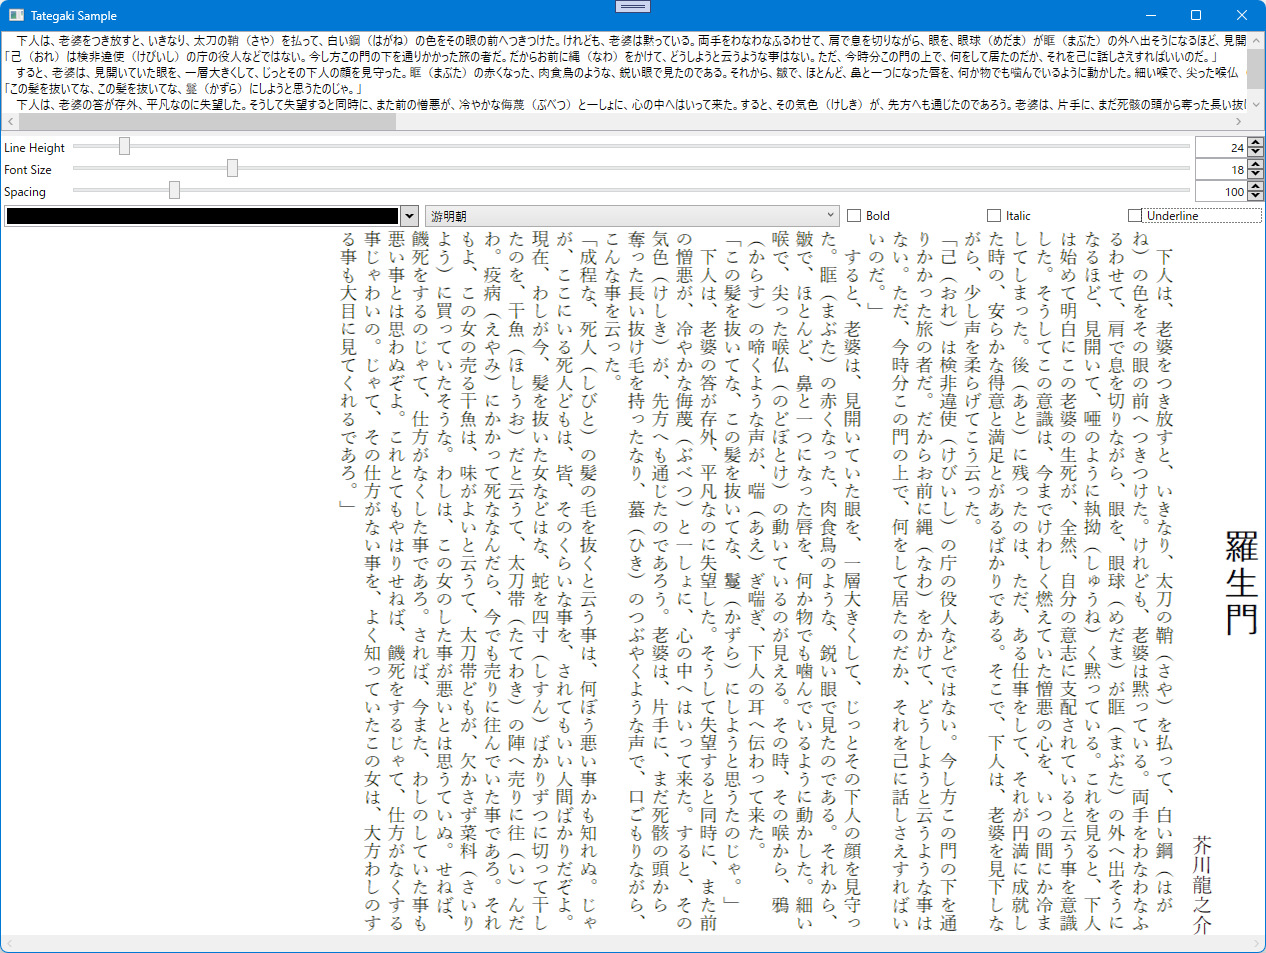 Tategaki Sample
　下人は、老婆をつき放すと、いきなり、太刀の鞘（さや）を払って、白い鋼（はがね）の色をその眼の前へつきつけた。けれども、老婆は黙っている。両手をわなわなふるわせて、肩で息を切りながら、眼を、眼球（めだま）が眶（まぶた）の外へ出そうになるほど、見開
「己（おれ）は検非違使（けびいし）の庁の役人などではない。今し方この門の下を通りかかった旅の者だ。だからお前に縄（なわ）をかけて、どうしようと云うような事はない。ただ、今時分この門の上で、何をして居たのだか、それを己に話しさえすればいいのだ。」
　すると、老婆は、見開いていた眼を、一層大きくして、じっとその下人の顔を見守った。眶（まぶた）の赤くなった、肉食鳥のような、鋭い眼で見たのである。それから、皺で、ほとんど、鼻と一つになった唇を、何か物でも噛んでいるように動かした。細い喉で、尖った喉仏
「この髪を抜いてな、この髪を抜いてな、鬘（かずら）にしようと思うたのじゃ。」
　下人は、老婆の答が存外、平凡なのに失望した。そうして失望すると同時に、また前の憎悪が、冷やかな侮蔑（ぶべつ）と一しょに、心の中へはいって来た。すると、その気色（けしき）が、先方へも通じたのであろう。老婆は、片手に、まだ死骸の頭から奪った長い抜け
Line Height
24
Font Size
18
Spacing
100
游明朝
Bold
Italic
Underline
羅生門
芥川龍之介
　下人は、老婆をつき放すと、いきなり、太刀の鞘（さや）を払って、白い鋼（はが
ね）の色をその眼の前へつきつけた。けれども、老婆は黙っている。両手をわなわなふ
るわせて、肩で息を切りながら、眼を、眼球（めだま）が眶（まぶた）の外へ出そうに
なるほど、見開いて、唖のように執拗（しゅうね）く黙っている。これを見ると、下人
は始めて明白にこの老婆の生死が、全然、自分の意志に支配されていると云う事を意識
した。そうしてこの意識は、今までけわしく燃えていた憎悪の心を、いつの間にか冷ま
してしまった。後（あと）に残ったのは、ただ、ある仕事をして、それが円満に成就し
た時の、安らかな得意と満足とがあるばかりである。そこで、下人は、老婆を見下しな
がら、少し声を柔らげてこう云った。
「己（おれ）は検非違使（けびいし）の庁の役人などではない。今し方この門の下を通
りかかった旅の者だ。だからお前に縄（なわ）をかけて、どうしようと云うような事は
ない。ただ、今時分この門の上で、何をして居たのだか、それを己に話しさえすればい
いのだ。」
　すると、老婆は、見開いていた眼を、一層大きくして、じっとその下人の顔を見守っ
た。眶（まぶた）の赤くなった、肉食鳥のような、鋭い眼で見たのである。それから、
皺で、ほとんど、鼻と一つになった唇を、何か物でも噛んでいるように動かした。細い
喉で、尖った喉仏（のどぼとけ）の動いているのが見える。その時、その喉から、鴉
（からす）の啼くような声が、喘（あえ）ぎ喘ぎ、下人の耳へ伝わって来た。
「この髪を抜いてな、この髪を抜いてな、鬘（かずら）にしようと思うたのじゃ。」
　下人は、老婆の答が存外、平凡なのに失望した。そうして失望すると同時に、また前
の憎悪が、冷やかな侮蔑（ぶべつ）と一しょに、心の中へはいって来た。すると、その
気色（けしき）が、先方へも通じたのであろう。老婆は、片手に、まだ死骸の頭から
奪った長い抜け毛を持ったなり、蟇（ひき）のつぶやくような声で、口ごもりながら、
こんな事を云った。
「成程な、死人（しびと）の髪の毛を抜くと云う事は、何ぼう悪い事かも知れぬ。じゃ
が、ここにいる死人どもは、皆、そのくらいな事を、されてもいい人間ばかりだぞよ。
現在、わしが今、髪を抜いた女などはな、蛇を四寸（しすん）ばかりずつに切って干し
たのを、干魚（ほしうお）だと云うて、太刀帯（たてわき）の陣へ売りに往（い）んだ
わ。疫病（えやみ）にかかって死ななんだら、今でも売りに往んでいた事であろ。それ
もよ、この女の売る干魚は、味がよいと云うて、太刀帯どもが、欠かさず菜料（さいり
よう）に買っていたそうな。わしは、この女のした事が悪いとは思うていぬ。せねば、
饑死をするのじゃて、仕方がなくした事であろ。されば、今また、わしのしていた事も
悪い事とは思わぬぞよ。これとてもやはりせねば、饑死をするじゃて、仕方がなくする
事じゃわいの。じゃて、その仕方がない事を、よく知っていたこの女は、大方わしのす
る事も大目に見てくれるであろ。」